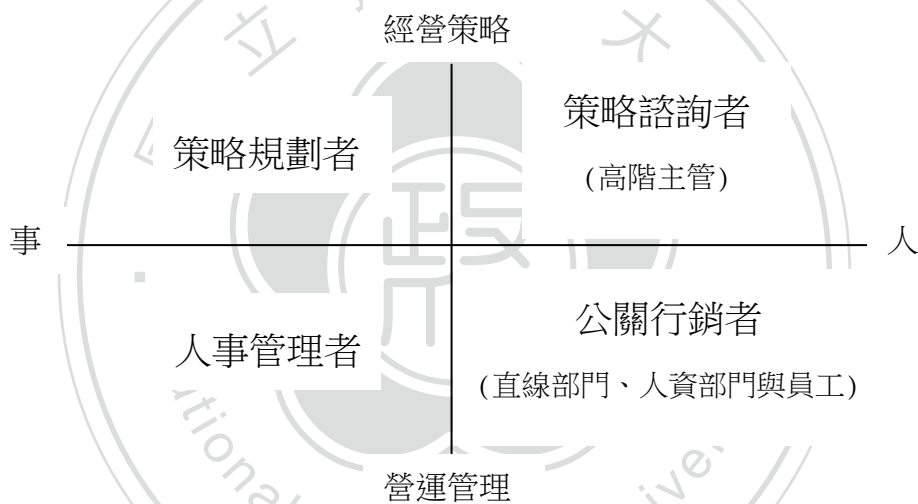 經營策略
策略規劃者
策略諮詢者
(高階主管)
事
人
人事管理者
公關行銷者
(直線部門、人資部門與員工)
營運管理